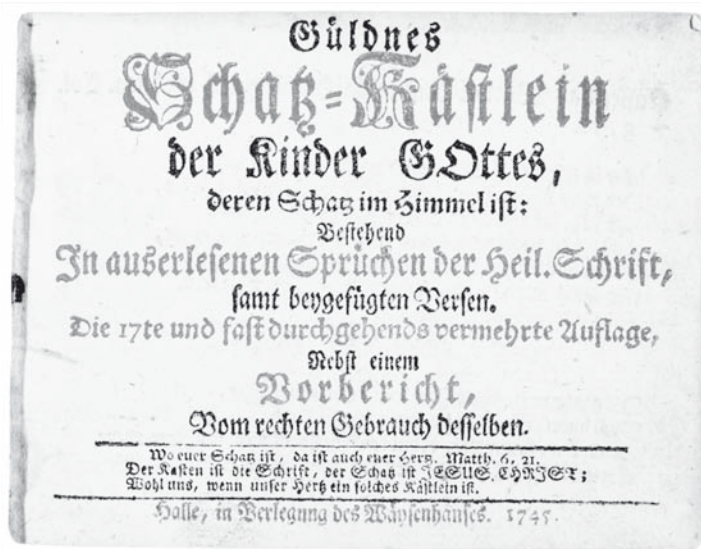 Güldnes
Schatz=Kästlein
der Kinder GOttes,
deren Schatz im Himmel ist:
Bestehend
In auserlesenen Sprüchen der Heil. Schrift,
samt beygefügten Versen.
Die 17te und fast durchgehends vermehrte Auflage,
Nebst einem
Vorbericht,
Vom rechten Gebrauch desselben.
Wo euer Schatz ist, da ist auch euer Hertz. Matth. 6, 21.
Der Kasten ist die Schrift, der Schatz ist JESUS CHRIST;
Wohl uns, wenn unser Hertz ein solches Kästlein ist.
Halle, in Verlegung des Wäysenhauses. 1745.